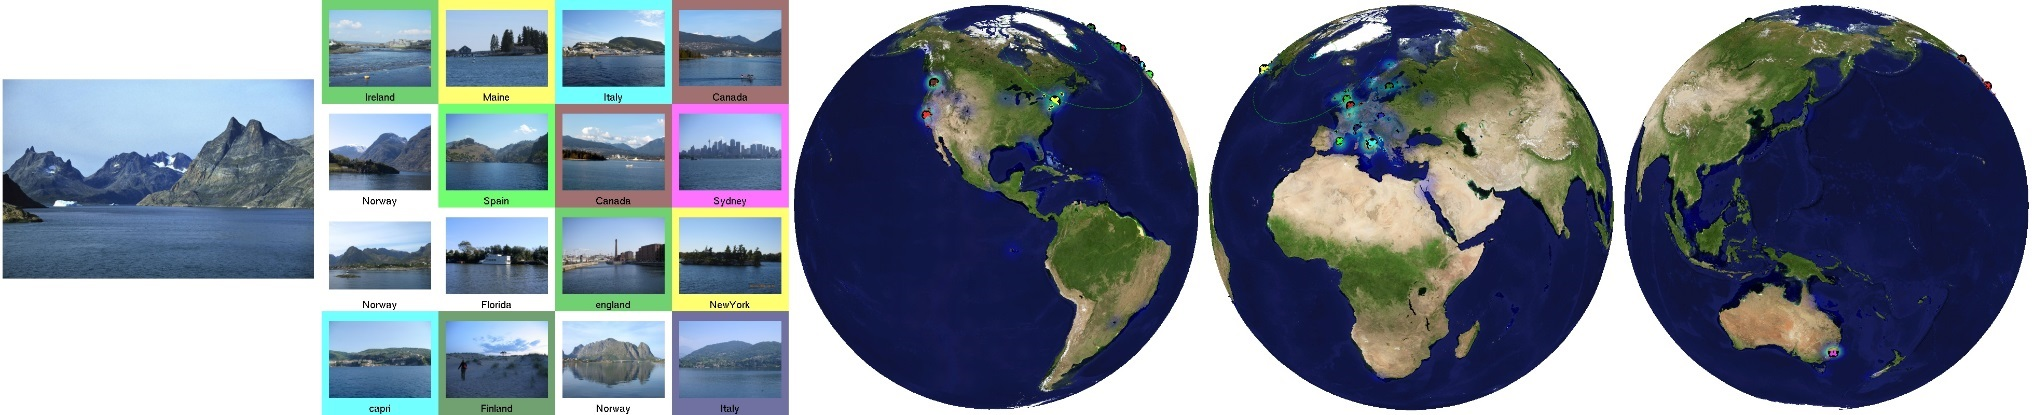 Ireland
Maine
Italy
Canada
Norway
Spain
Canada
Sydney
Norway
Florida
england
NewYork
capri
Finland
Norway
Italy